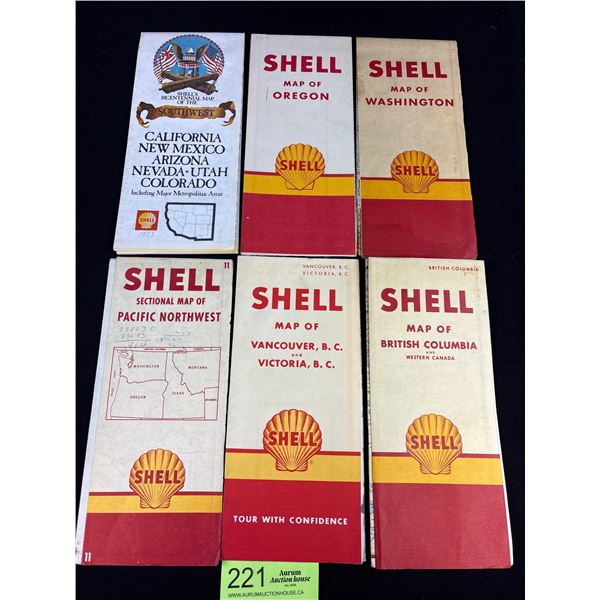 SHELL'S
BICENTENNIAL MAP
OF THE
SOUTHWEST
CALIFORNIA
NEW MEXICO
ARIZONA
NEVADA · UTAH
COLORADO
Including Major Metropolitan Areas
SHELL
1975
SHELL
MAP OF
OREGON
SHELL
SHELL
MAP OF
WASHINGTON
SHELL
11
SHELL
SECTIONAL MAP OF
PACIFIC NORTHWEST
BRITISH COLUMBIA
WASHINGTON
MONTANA
OREGON
IDAHO
SHELL
11
VANCOUVER, B. C.
VICTORIA, B. C.
SHELL
MAP OF
VANCOUVER, B. C.
and
VICTORIA, B. C.
SHELL
®
TOUR WITH CONFIDENCE
BRITISH COLUMBIA
SHELL
MAP OF
BRITISH COLUMBIA
AND
WESTERN CANADA
SHELL
221
Aurum
Auction house
WWW.AURUMAUCTIONHOUSE.CA